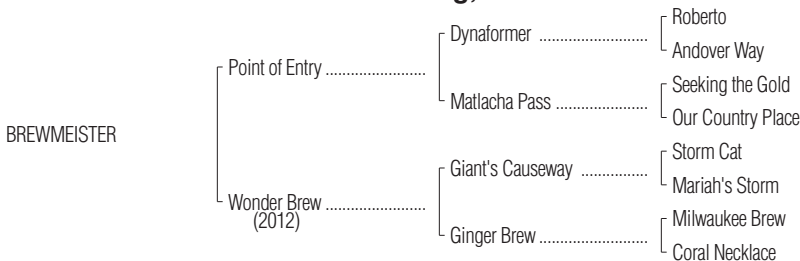 Roberto
Dynaformer
Andover Way
Point of Entry
Seeking the Gold
Matlacha Pass
Our Country Place
BREWMEISTER
Storm Cat
Giant's Causeway
Mariah's Storm
Wonder Brew
(2012)
Milwaukee Brew
Ginger Brew
Coral Necklace